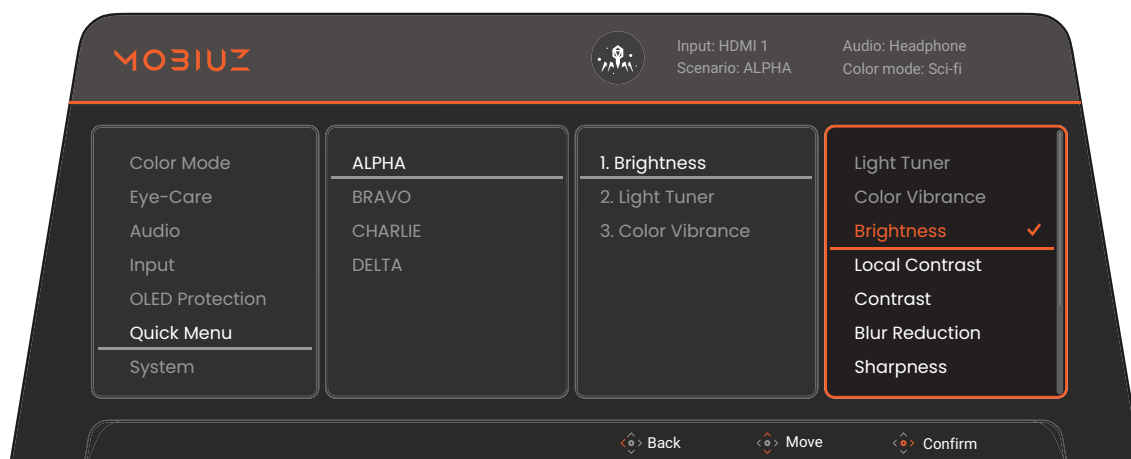 MOBIUZ
Input: HDMI 1
Scenario: ALPHA
Audio: Headphone
Color mode: Sci-fi
Color Mode
Eye-Care
Audio
Input
OLED Protection
Quick Menu
System
ALPHA
BRAVO
CHARLIE
DELTA
1. Brightness
2. Light Tuner
3. Color Vibrance
Light Tuner
Color Vibrance
Brightness
Local Contrast
Contrast
Blur Reduction
Sharpness
Back
Move
Confirm